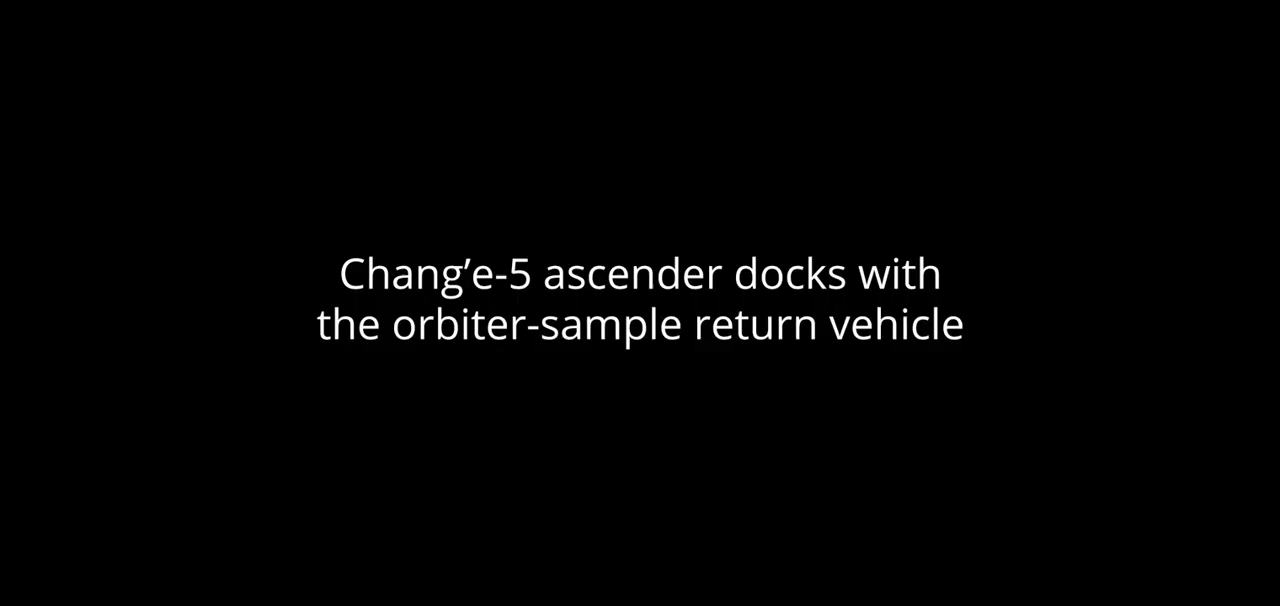 Chang’e-5 ascender docks with
the orbiter-sample return vehicle